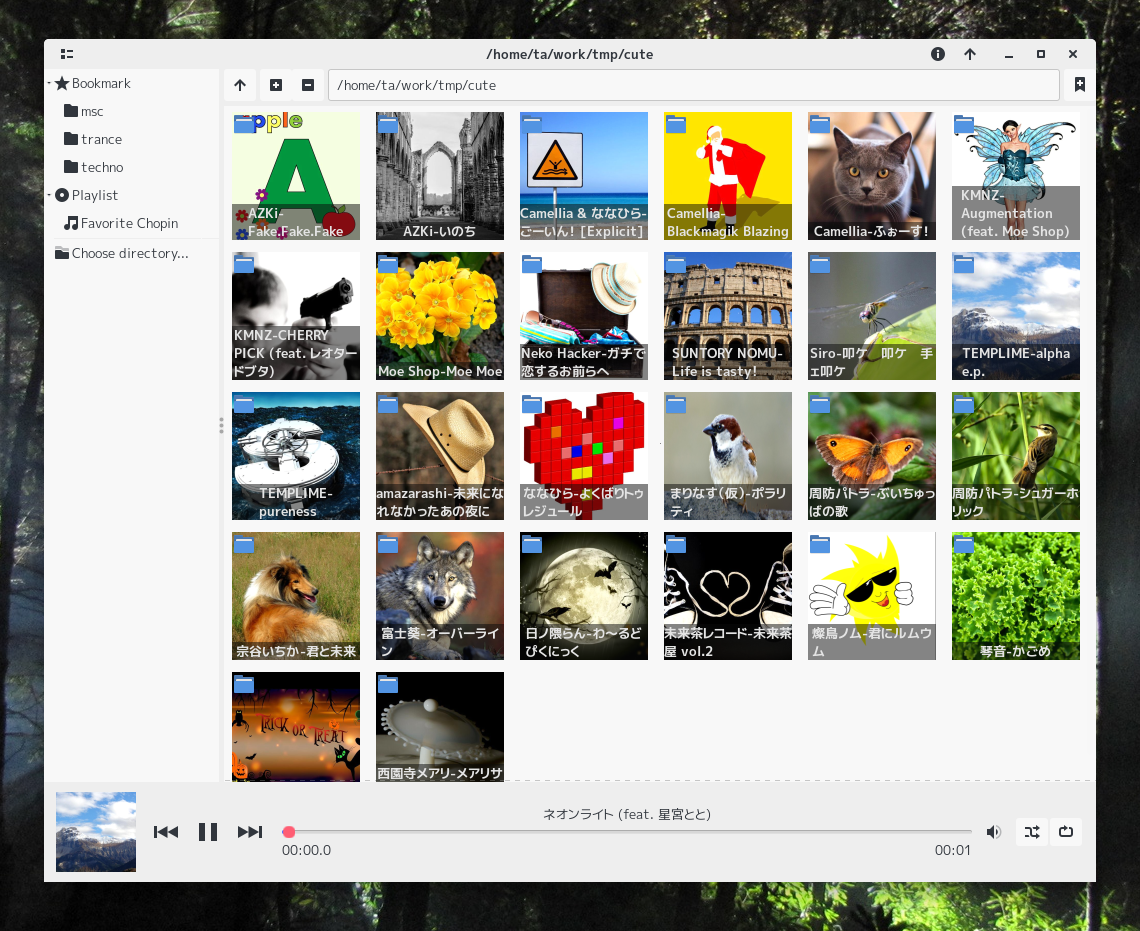 /home/ta/work/tmp/cute
Bookmark
msc
trance
techno
Playlist
Favorite Chopin
Choose directory...
/home/ta/work/tmp/cute
apple
A
AZKi-
Fake.Fake.Fake
AZKi-いのち
Camellia & ななひら-
ごーいん! [Explicit]
Camellia-
Blackmagik Blazing
Camellia-ふぉーす!
KMNZ-
Augmentation
(feat. Moe Shop)
KMNZ-CHERRY
PICK (feat. レオター
ドブタ)
Moe Shop-Moe Moe
Neko Hacker-ガチで
恋するお前らへ
SUNTORY NOMU-
Life is tasty!
Siro-叩ケ 叩ケ 手
ェ叩ケ
TEMPLIME-alpha
e.p.
TEMPLIME-
pureness
amazarashi-未来にな
れなかったあの夜に
ななひら-よくばりトゥ
レジュール
まりなす(仮)-ポラリ
ティ
周防パトラ-ぶいちゅっ
ばの歌
周防パトラ-シュガーホ
リック
宗谷いちか-君と未来
富士葵-オーバーライ
ン
日ノ隈らん-わ〜るど
ぴくにっく
未来茶レコード-未来茶
屋 vol.2
燦鳥ノム-君にルムウ
ム
琴音-かごめ
TRICK OR TREAT
西園寺メアリ-メアリサ
ネオンライト (feat. 星宮とと)
00:00.0
00:01